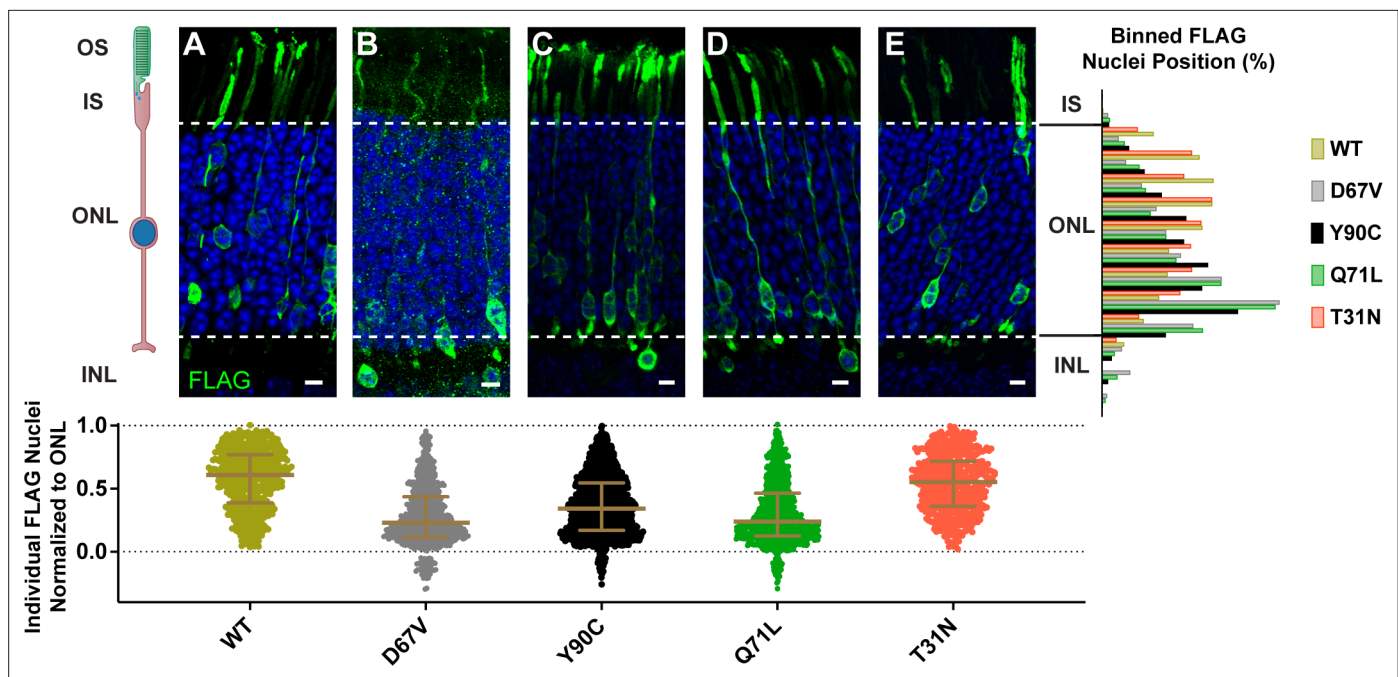 OS
IS
ONL
INL
A
B
C
D
E
FLAG
Binned FLAG
Nuclei Position (%)
IS
ONL
INL
WT
D67V
Y90C
Q71L
T31N
Individual FLAG Nuclei
Normalized to ONL
1.0
0.5
0.0
WT
D67V
Y90C
Q71L
T31N